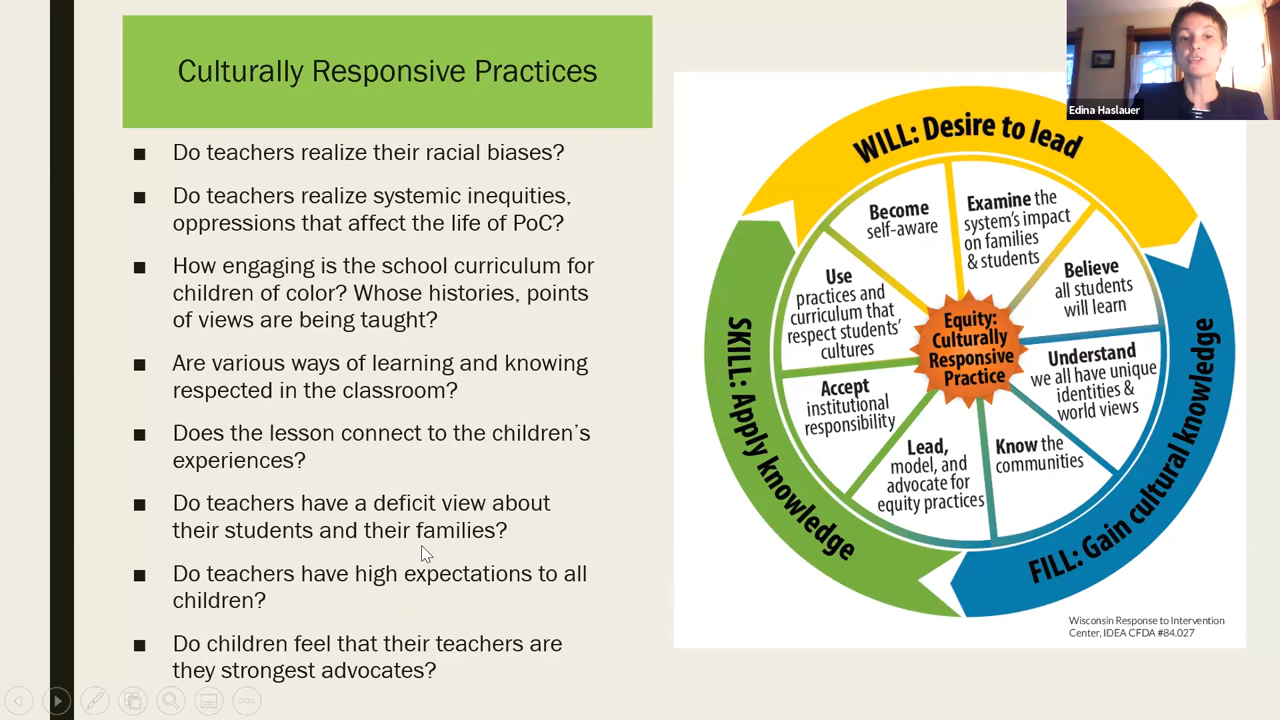 Culturally Responsive Practices
Do teachers realize their racial biases?
Do teachers realize systemic inequities,
oppressions that affect the life of PoC?
How engaging is the school curriculum for
children of color? Whose histories, points
of views are being taught?
Are various ways of learning and knowing
respected in the classroom?
Does the lesson connect to the children's
experiences?
Do teachers have a deficit view about
their students and their families?
Do teachers have high expectations to all
children?
Do children feel that their teachers are
they strongest advocates?
Edina Haslauer
WILL: Desire to lead
Become
self-aware
Examine the
system's impact
on families
& students
Believe
all students
will learn
Understand
we all have unique
identities &
world views
Know the
communities
Lead,
model, and
advocate for
equity practices
Accept
institutional
responsibility
Use
practices and
curriculum that
respect students'
cultures
Equity:
Culturally
Responsive
Practice
FILL: Gain cultural knowledge
SKILL: Apply knowledge
Wisconsin Response to Intervention
Center, IDEA CFDA #84.027